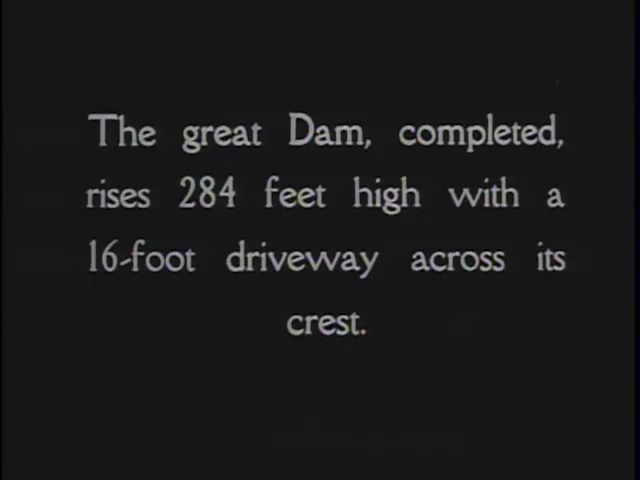 The great Dam, completed,
rises 284 feet high with a
16-foot driveway across its
crest.